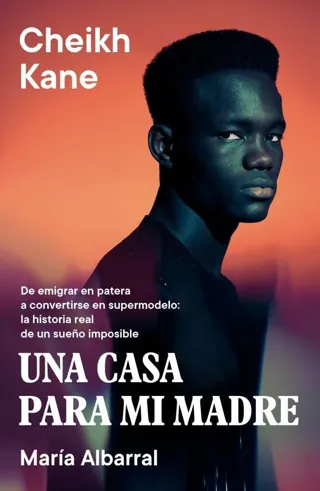 Cheikh
Kane
De emigrar en patera
a convertirse en supermodelo:
la historia real
de un sueño imposible
UNA CASA
PARA MI MADRE
María Albarral